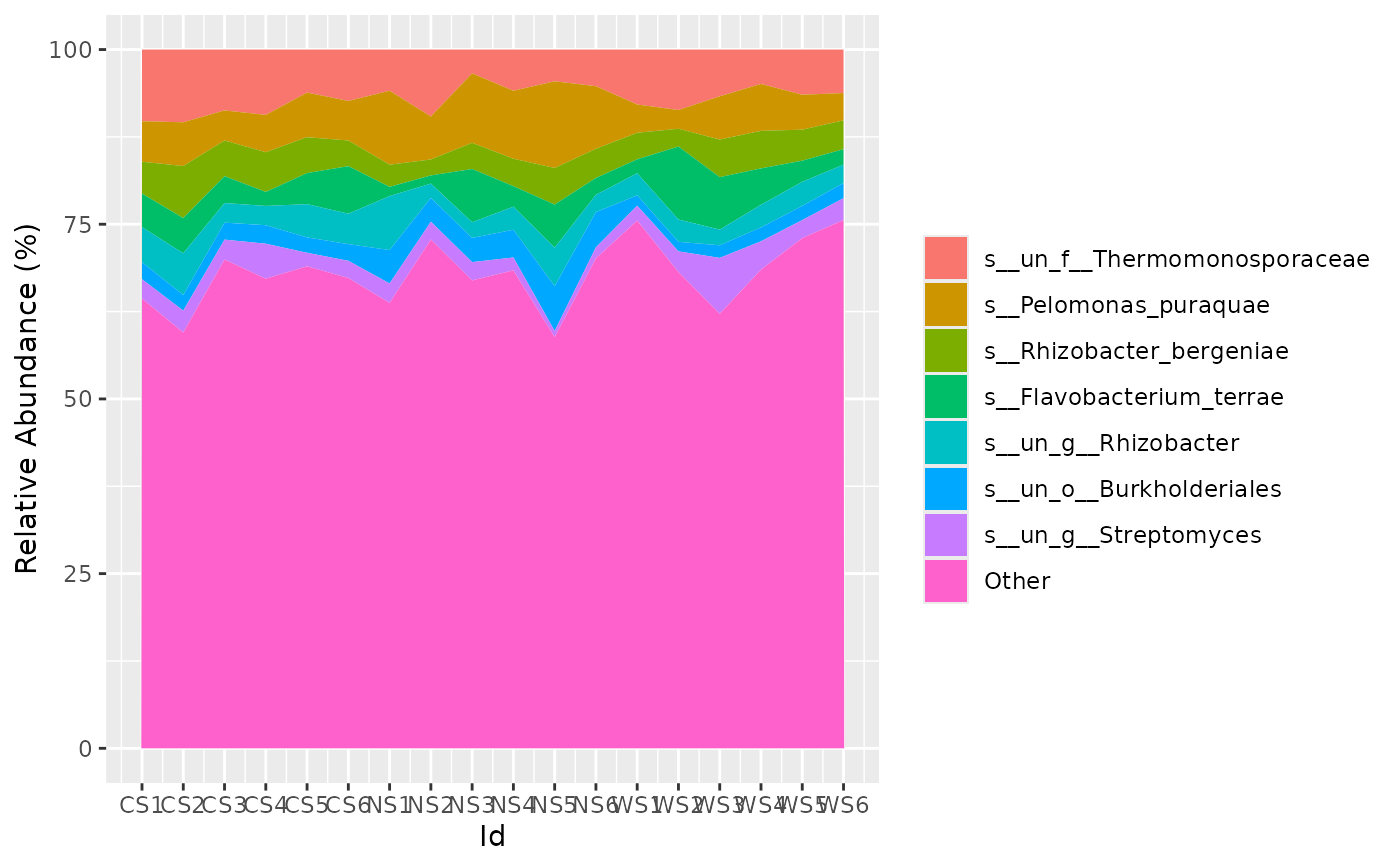 100
75
50
25
0
Relative Abundance (%)
CS1 CS2 CS3 CS4 CS5 CS6 NS1 NS2 NS3 NS4 NS5 NS6 WS1 WS2 WS3 WS4 WS5 WS6
Id
s__un_f__Thermomonosporaceae
s__Pelomonas_puraquae
s__Rhizobacter_bergeniae
s__Flavobacterium_terrae
s__un_g__Rhizobacter
s__un_o__Burkholderiales
s__un_g__Streptomyces
Other